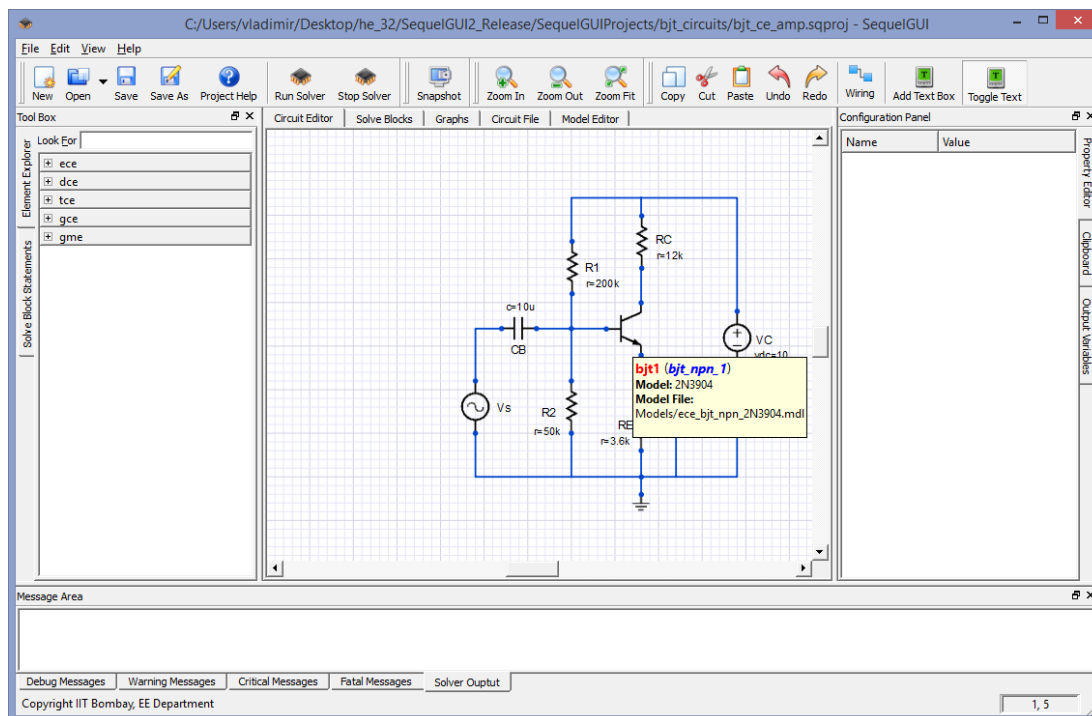 C:/Users/vladimir/Desktop/he_32/SequelGUI2_Release/SequelGUIProjects/bjt_circuits/bjt_ce_amp.sqproj - SequelGUI
File Edit View Help
New Open Save Save As Project Help Run Solver Stop Solver Snapshot Zoom In Zoom Out Zoom Fit Copy Cut Paste Undo Redo Wiring Add Text Box Toggle Text
Tool Box
Circuit Editor Solve Blocks Graphs Circuit File Model Editor
Configuration Panel
Element Explorer
Solve Block Statements
Look For
ece
dce
tce
gce
gme
Name Value
Property Editor
Clipboard
Output Variables
RC
r=12k
R1
r=200k
c=10u
CB
VC
vdc=10
Vs
R2
r=50k
RE
r=3.6k
bjt1 (bjt_npn_1)
Model: 2N3904
Model File:
Models/ece_bjt_npn_2N3904.mdl
Message Area
Debug Messages Warning Messages Critical Messages Fatal Messages Solver Ouptut
Copyright IIT Bombay, EE Department
1, 5